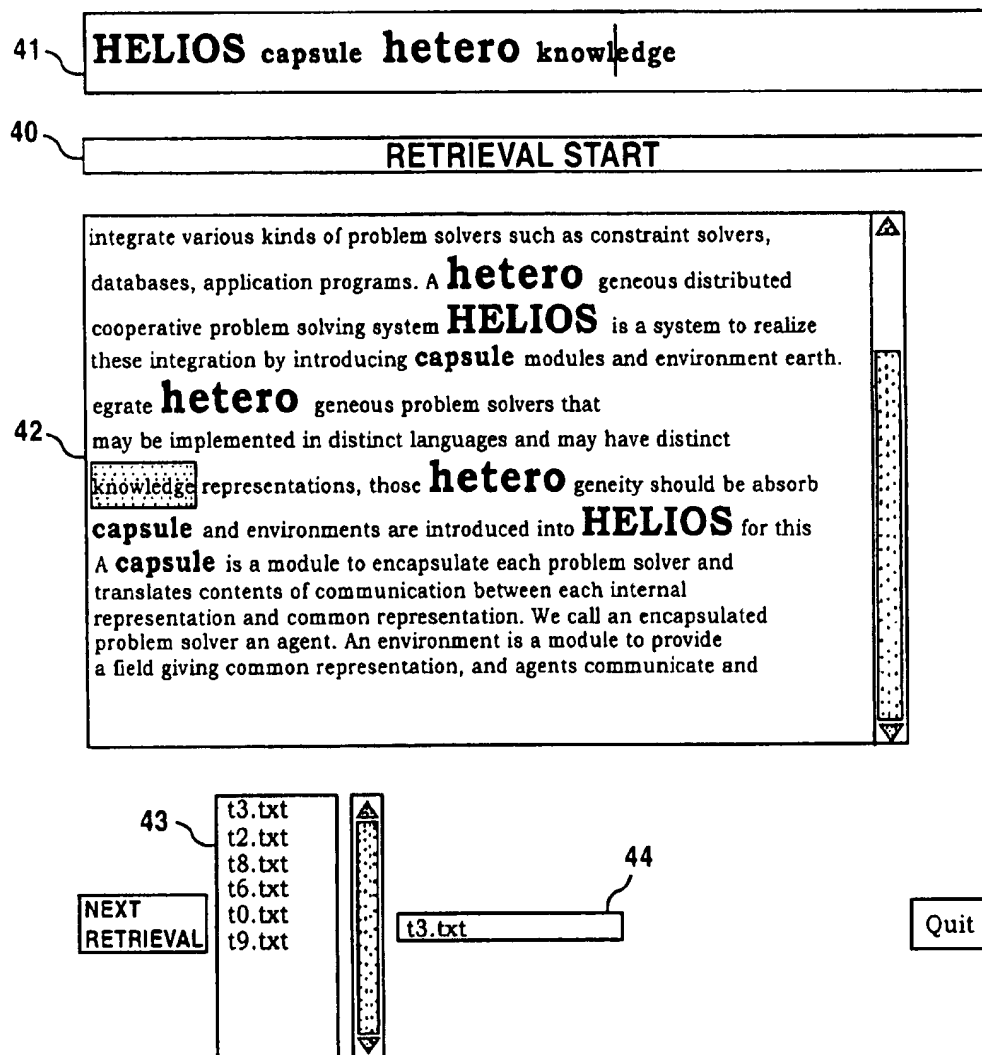 41
HELIOS capsule hetero knowledge
40
RETRIEVAL START
integrate various kinds of problem solvers such as constraint solvers,
databases, application programs. A hetero geneous distributed
cooperative problem solving system HELIOS is a system to realize
these integration by introducing capsule modules and environment earth.
egrate hetero geneous problem solvers that
may be implemented in distinct languages and may have distinct
42
knowledge representations, those hetero geneity should be absorb
capsule and environments are introduced into HELIOS for this
A capsule is a module to encapsulate each problem solver and
translates contents of communication between each internal
representation and common representation. We call an encapsulated
problem solver an agent. An environment is a module to provide
a field giving common representation, and agents communicate and
43
t3.txt
t2.txt
t8.txt
t6.txt
t0.txt
t9.txt
NEXT
RETRIEVAL
44
t3.txt
Quit